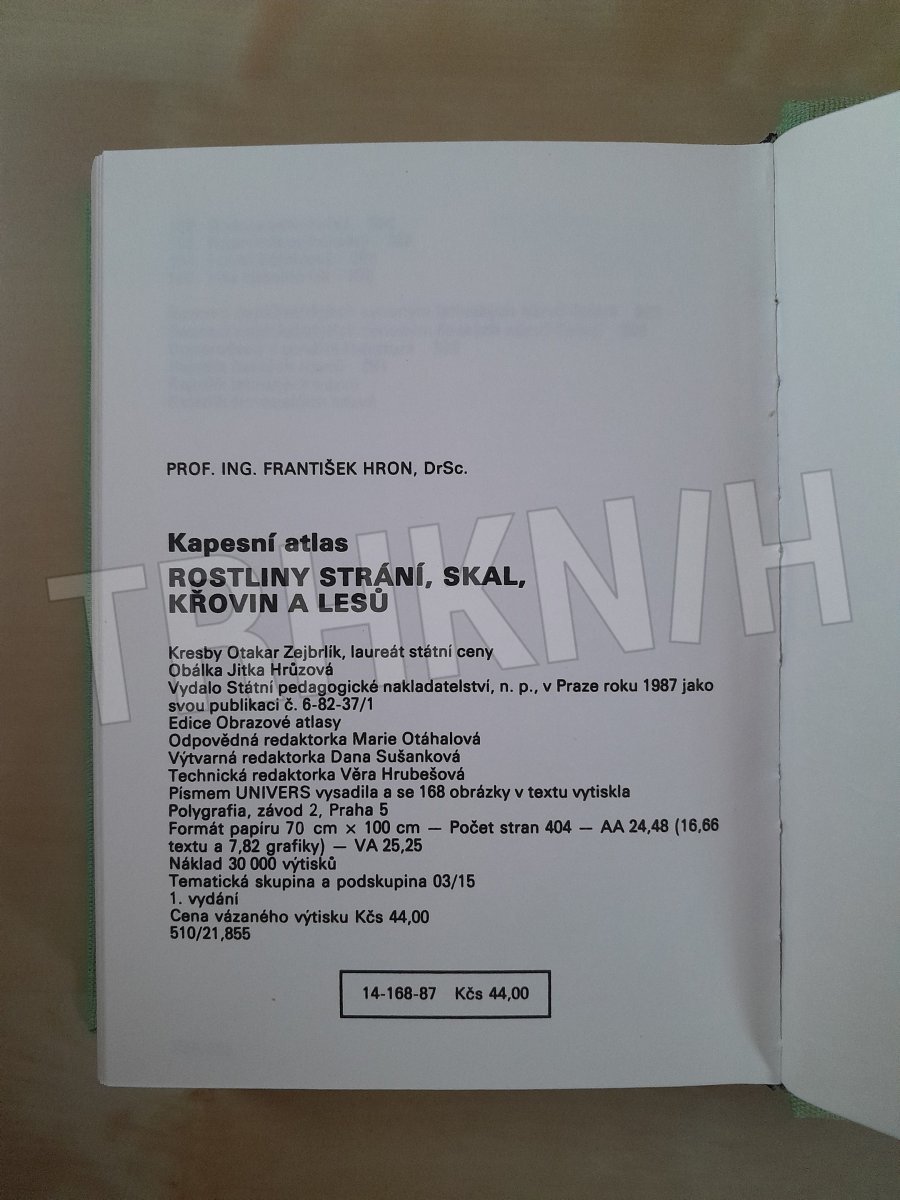 PROF. ING. FRANTIŠEK HRON, DrSc.
Kapesní atlas
ROSTLINY STRÁNÍ, SKAL,
KŘOVIN A LESŮ
Kresby Otakar Zejbrlík, laureát státní ceny
Obálka Jitka Hrůzová
Vydalo Státní pedagogické nakladatelství, n. p., v Praze roku 1987 jako
svou publikaci č. 6-82-37/1
Edice Obrazové atlasy
Odpovědná redaktorka Marie Otáhalová
Výtvarná redaktorka Dana Sušanková
Technická redaktorka Věra Hrubešová
Písmem UNIVERS vysadila a se 168 obrázky v textu vytiskla
Polygrafia, závod 2, Praha 5
Formát papíru 70 cm × 100 cm — Počet stran 404 — AA 24,48 (16,66
textu a 7,82 grafiky) — VA 25,25
Náklad 30 000 výtisků
Tematická skupina a podskupina 03/15
1. vydání
Cena vázaného výtisku Kčs 44,00
510/21,855
14-168-87 Kčs 44,00
TRHKNIH